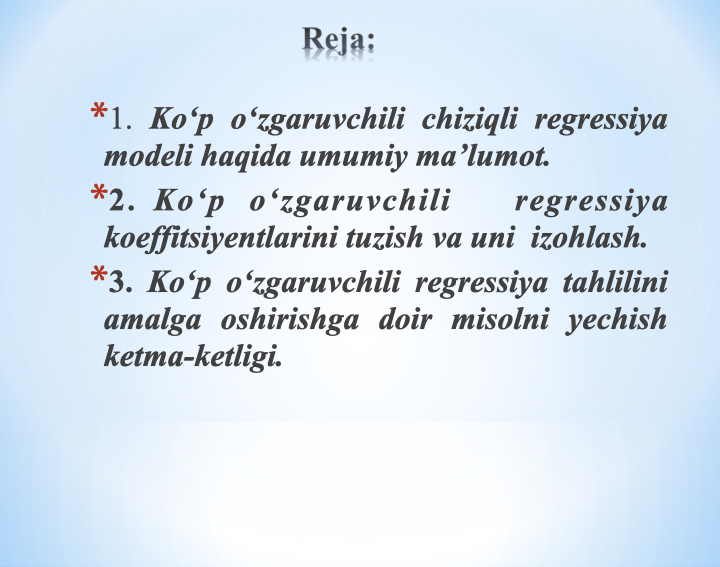 Reja:
*1. Ko‘p o‘zgaruvchili chiziqli regressiya
modeli haqida umumiy ma’lumot.
*2. Ko‘p o‘zgaruvchili regressiya
koeffitsiyentlarini tuzish va uni izohlash.
*3. Ko‘p o‘zgaruvchili regressiya tahlilini
amalga oshirishga doir misolni yechish
ketma-ketligi.